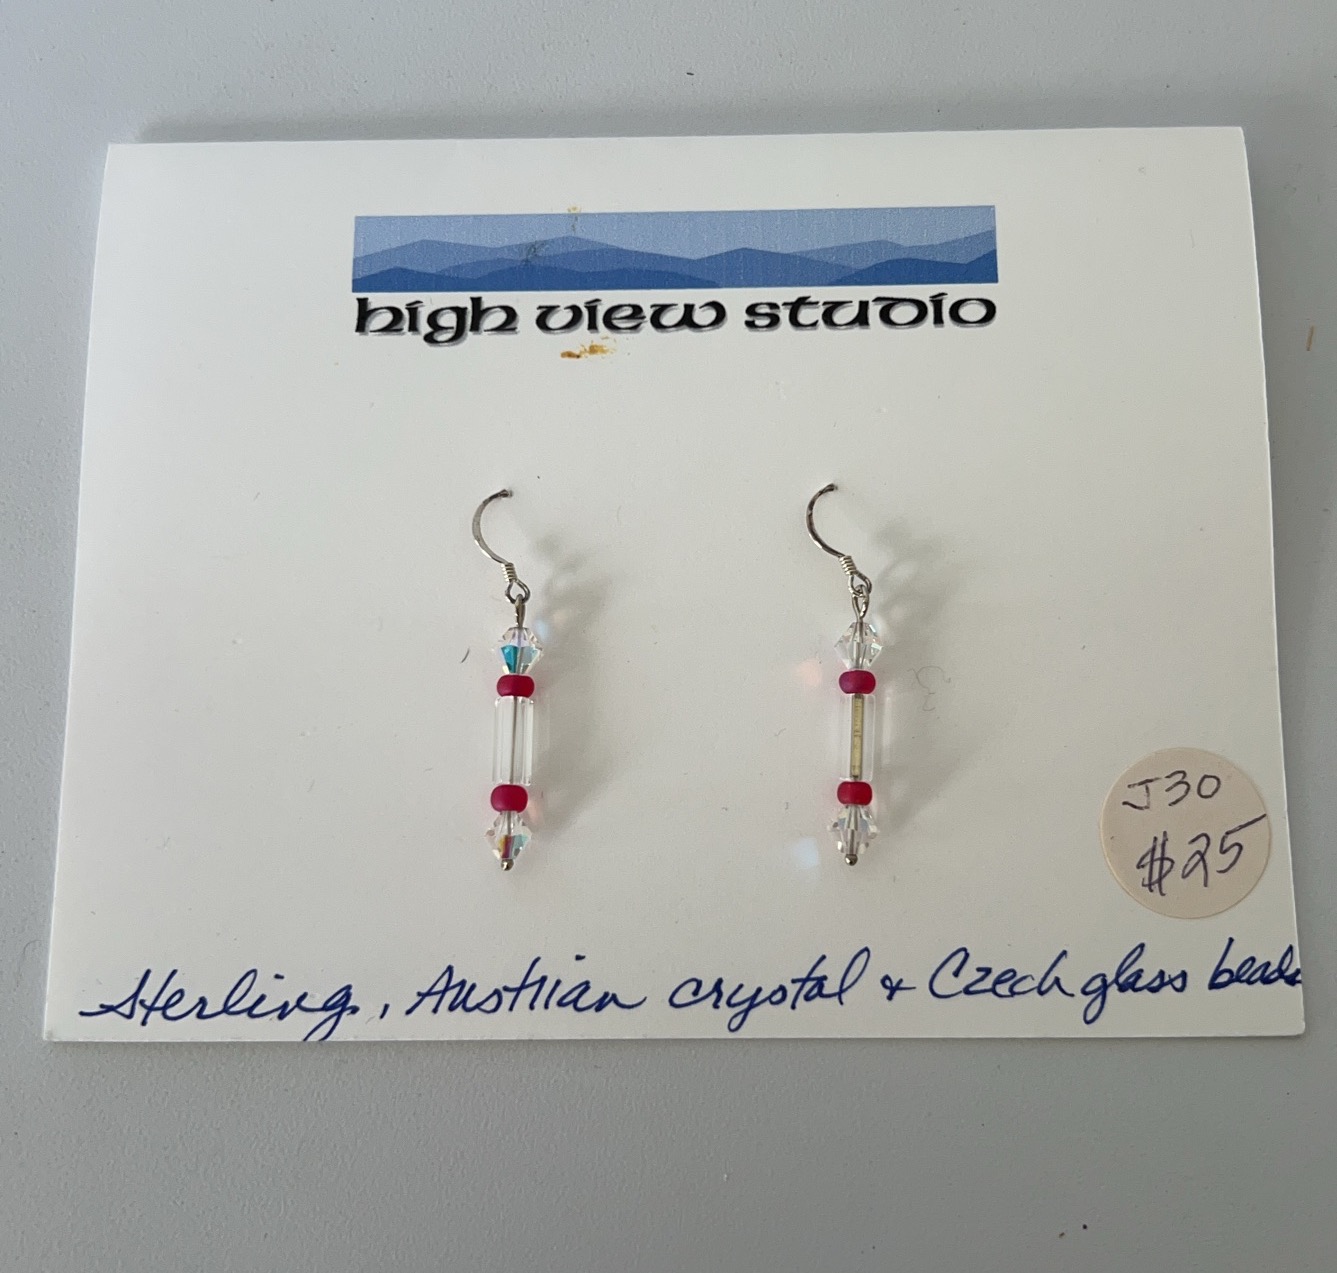 high view studio
J30
$25
Sterling, Austrian crystal & Czech glass beads